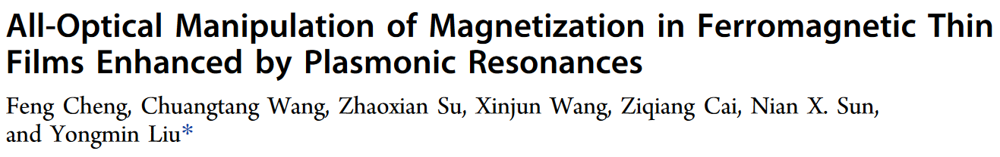 All-Optical Manipulation of Magnetization in Ferromagnetic Thin
Films Enhanced by Plasmonic Resonances
Feng Cheng, Chuangtang Wang, Zhaoxian Su, Xinjun Wang, Ziqiang Cai, Nian X. Sun,
and Yongmin Liu*